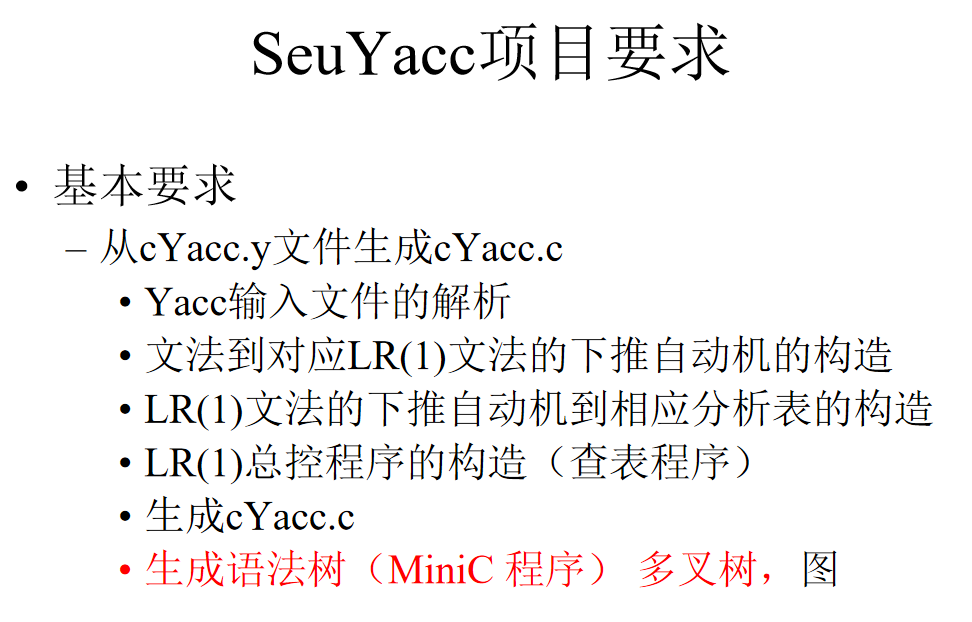 SeuYacc项目要求
• 基本要求
– 从cYacc.y文件生成cYacc.c
• Yacc输入文件的解析
• 文法到对应LR(1)文法的下推自动机的构造
• LR(1)文法的下推自动机到相应分析表的构造
• LR(1)总控程序的构造（查表程序）
• 生成cYacc.c
• 生成语法树（MiniC 程序） 多叉树，图